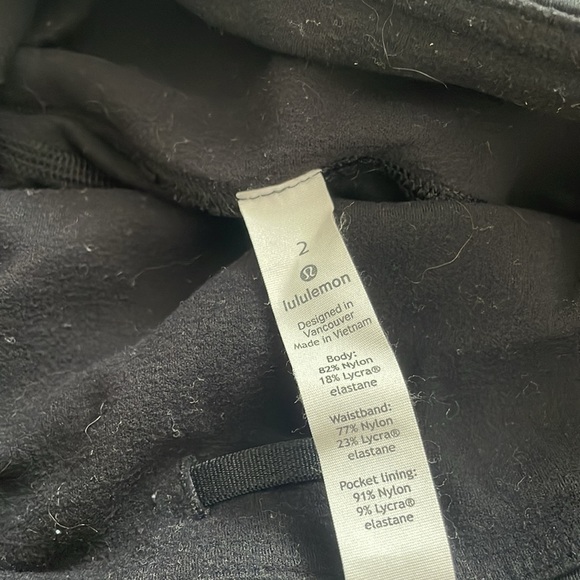 2
lululemon
Designed in
Vancouver
Made in Vietnam
Body:
82% Nylon
18% Lycra®
elastane
Waistband:
77% Nylon
23% Lycra®
elastane
Pocket lining:
91% Nylon
9% Lycra®
elastane